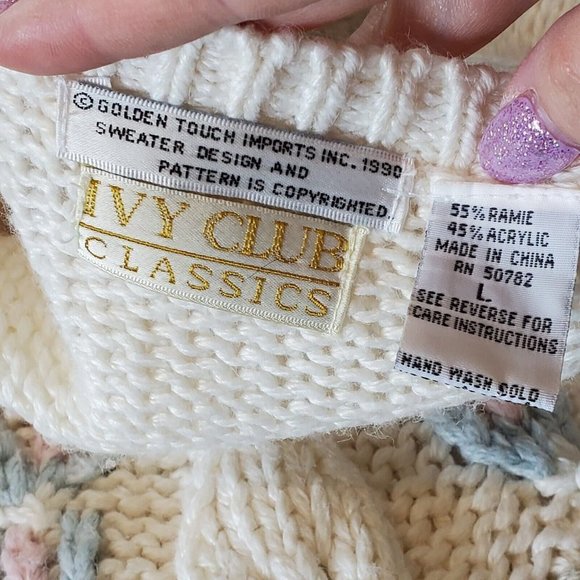 © GOLDEN TOUCH IMPORTS INC. 1990
SWEATER DESIGN AND
PATTERN IS COPYRIGHTED
IVY CLUB
CLASSICS
55% RAMIE
45% ACRYLIC
MADE IN CHINA
RN 50782
L
SEE REVERSE FOR
CARE INSTRUCTIONS
HAND WASH COLD